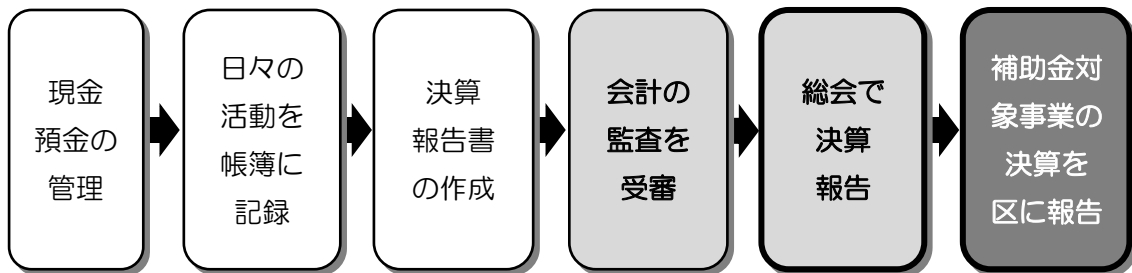 現金
預金の
管理
日々の
活動を
帳簿に
記録
決算
報告書
の作成
会計の
監査を
受審
総会で
決算
報告
補助金対
象事業の
決算を
区に報告